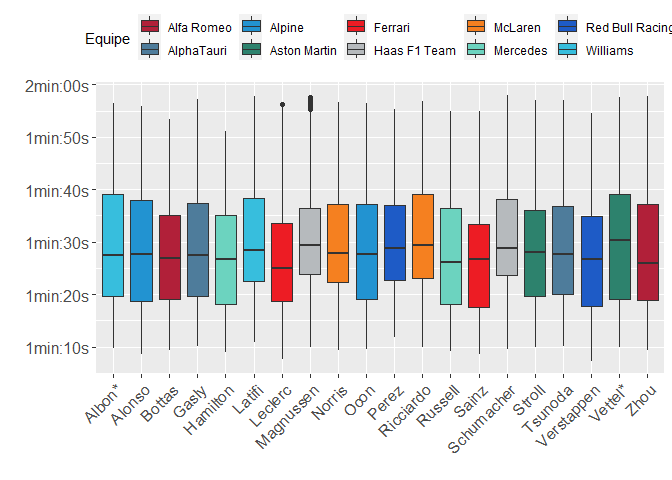 Equipe
Alfa Romeo Alpine Ferrari McLaren Red Bull Racing
AlphaTauri Aston Martin Haas F1 Team Mercedes Williams
2min:00s
1min:50s
1min:40s
1min:30s
1min:20s
1min:10s
Albon* Alonso Bottas Gasly Hamilton Latifi Leclerc Magnussen Norris Ocon Perez Ricciardo Russell Sainz Schumacher Stroll Tsunoda Verstappen Vettel* Zhou